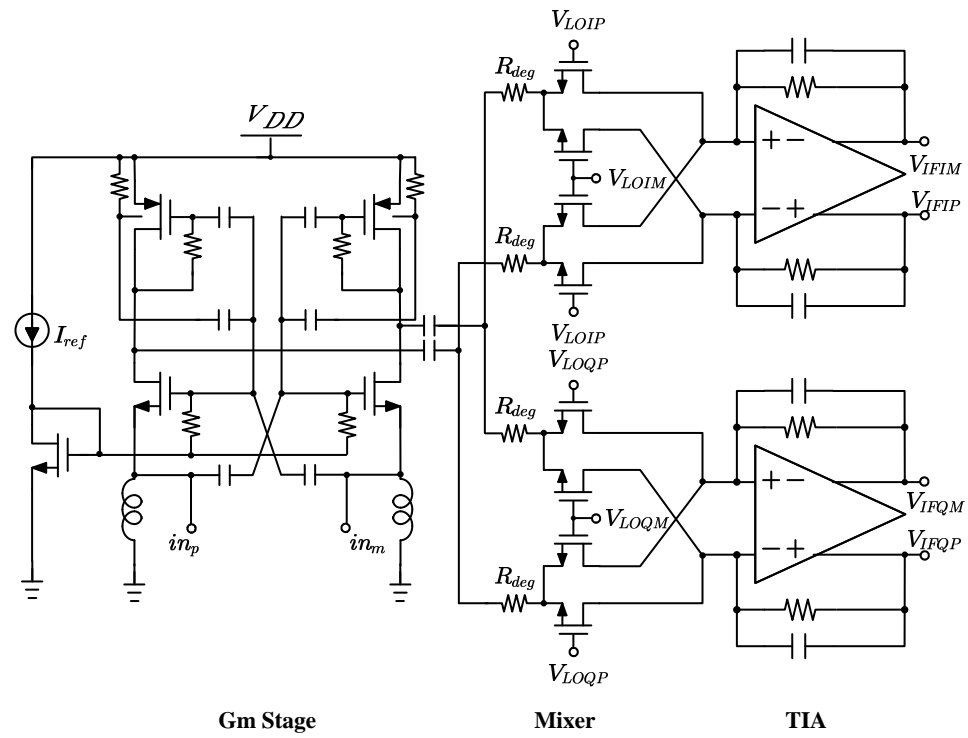 V_LOIP
R_deg
V_DD
V_LOIM
V_IFIM
V_IFIP
R_deg
I_ref
V_LOIP
V_LOQP
R_deg
V_LOQM
V_IFQM
V_IFQP
in_p
in_m
R_deg
V_LOQP
+ −
− +
+ −
− +
Gm Stage
Mixer
TIA